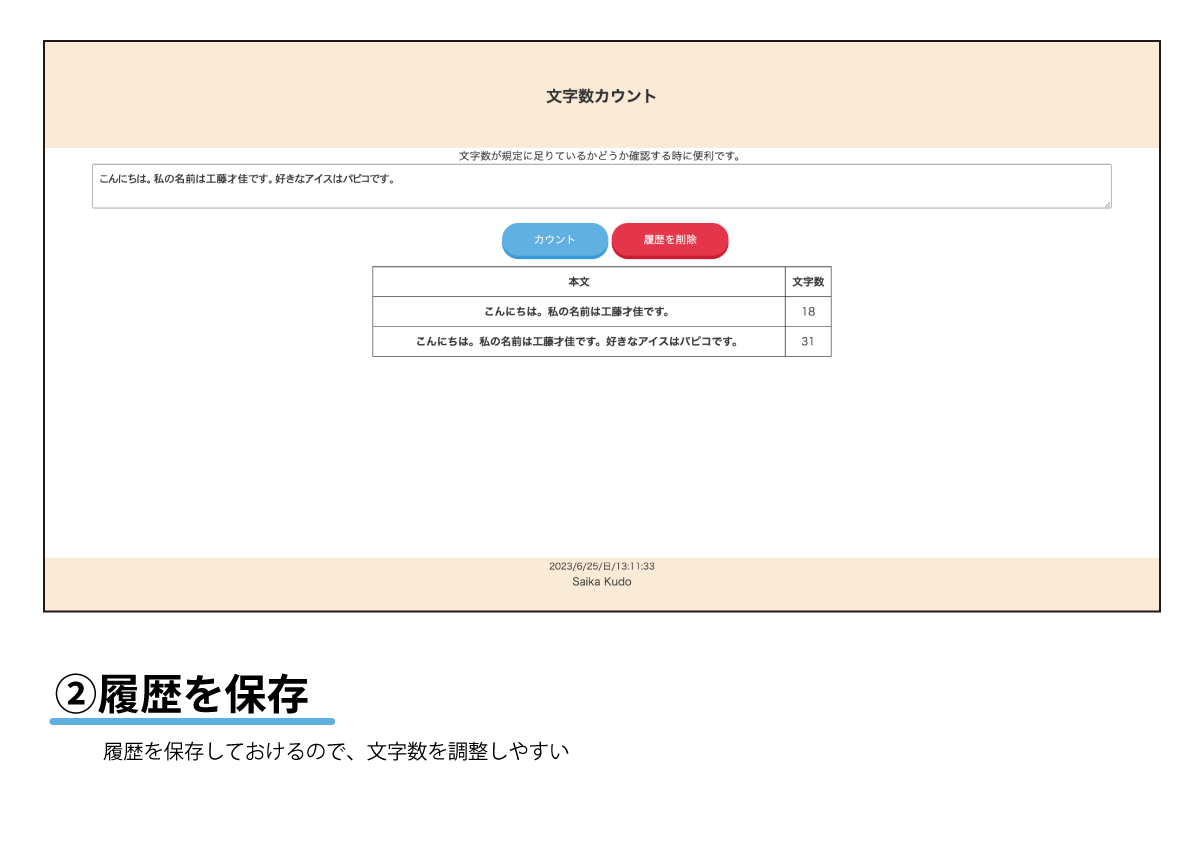 文字数カウント
文字数が規定に足りているかどうか確認する時に便利です。
こんにちは。私の名前は工藤才佳です。好きなアイスはパピコです。
カウント 履歴を削除
本文 文字数
こんにちは。私の名前は工藤才佳です。 18
こんにちは。私の名前は工藤才佳です。好きなアイスはパピコです。 31
2023/6/25/日/13:11:33
Saika Kudo
②履歴を保存
履歴を保存しておけるので、文字数を調整しやすい